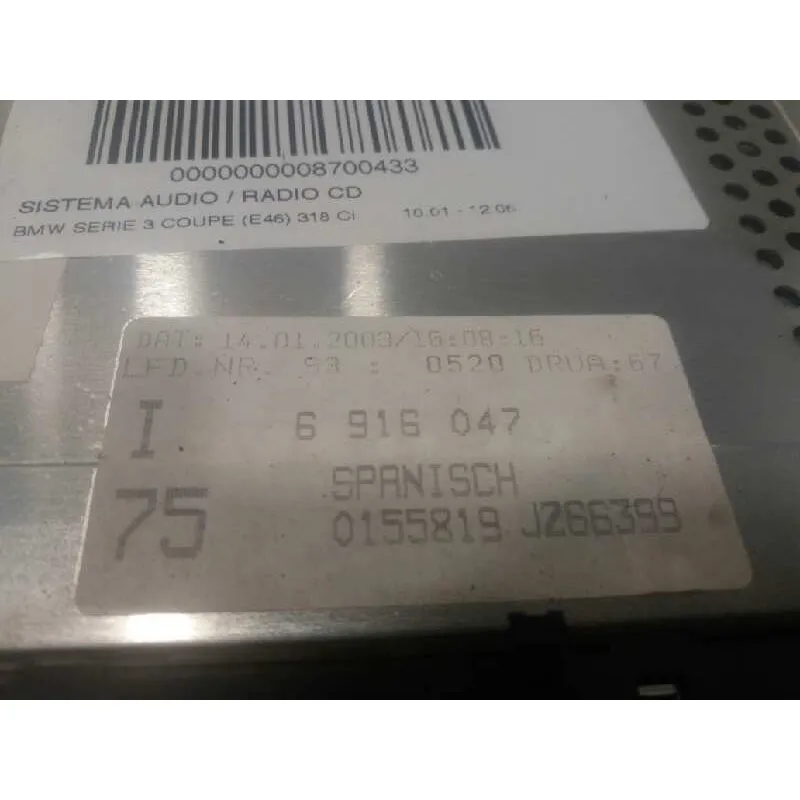 0000000008700433
SISTEMA AUDIO / RADIO CD
BMW SERIE 3 COUPE (E46) 318 CI 10.01 - 12.06
DAT: 14.01.2003/16:08:16
LFD.NR. 93 : 0520 DRUA:67
I 6 916 047
SPANISCH
75 0155819 JZ66399